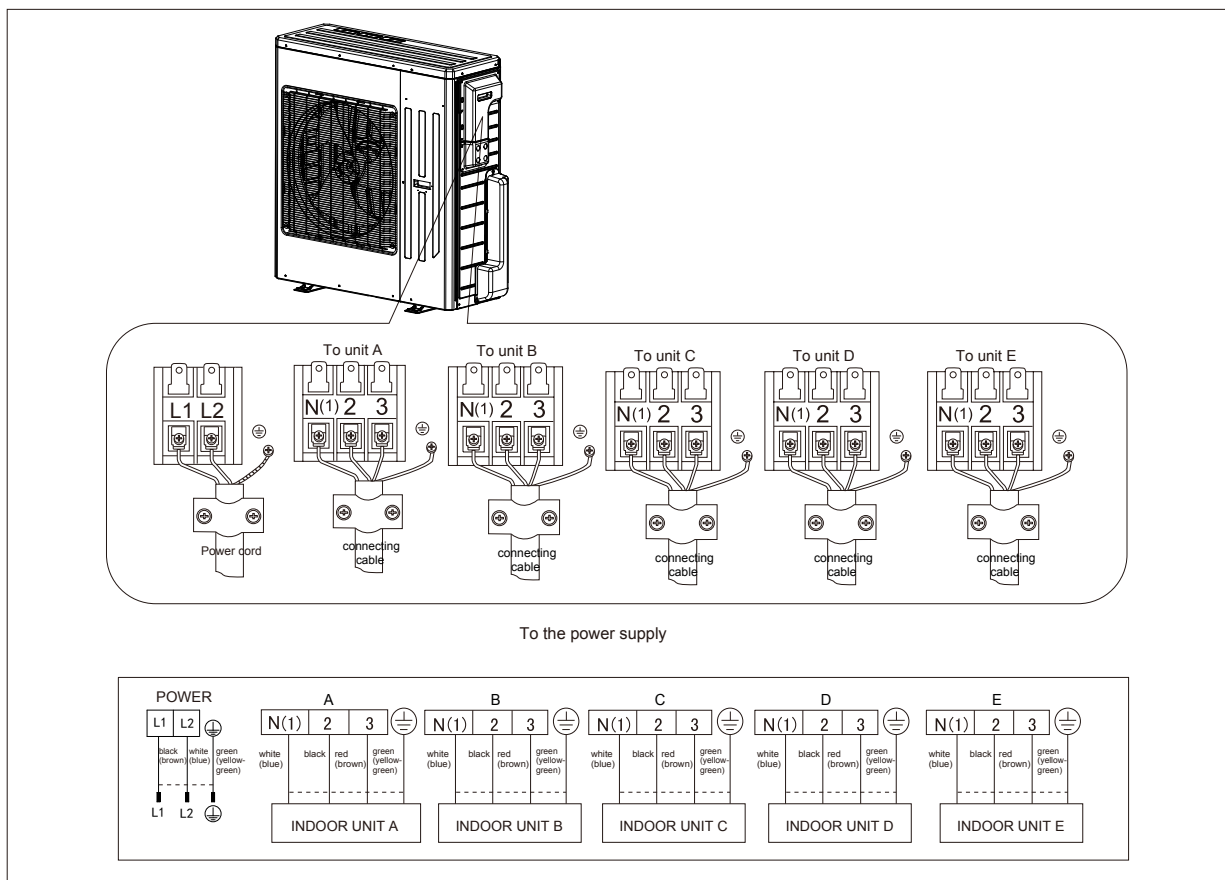 To unit A
To unit B
To unit C
To unit D
To unit E
L1 L2
N(1) 2 3
N(1) 2 3
N(1) 2 3
N(1) 2 3
N(1) 2 3
Power cord
connecting
cable
connecting
cable
connecting
cable
connecting
cable
connecting
cable
To the power supply
POWER
L1 L2
black
(brown)
white
(blue)
green
(yellow-
green)
L1 L2
A
N(1) 2 3
white
(blue)
black
red
(brown)
green
(yellow-
green)
INDOOR UNIT A
B
N(1) 2 3
white
(blue)
black
red
(brown)
green
(yellow-
green)
INDOOR UNIT B
C
N(1) 2 3
white
(blue)
black
red
(brown)
green
(yellow-
green)
INDOOR UNIT C
D
N(1) 2 3
white
(blue)
black
red
(brown)
green
(yellow-
green)
INDOOR UNIT D
E
N(1) 2 3
white
(blue)
black
red
(brown)
green
(yellow-
green)
INDOOR UNIT E